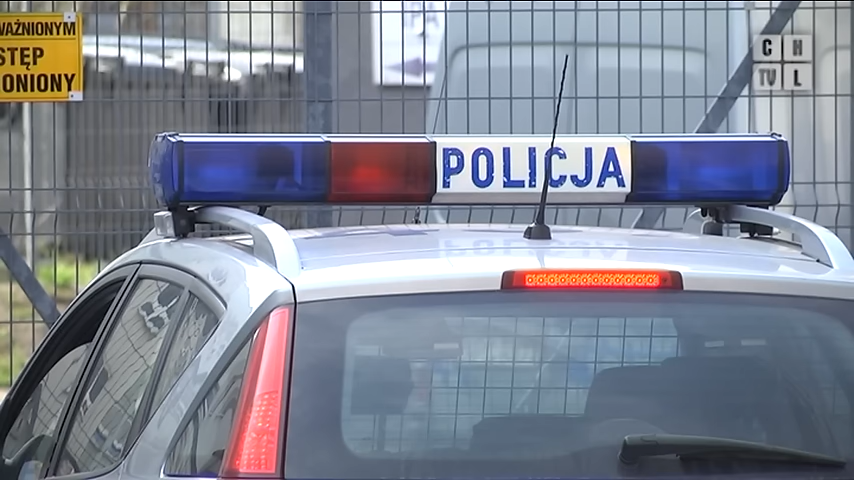 WAŻNIONYM
STĘP
ONIONY
C H
TV L
POLICJA